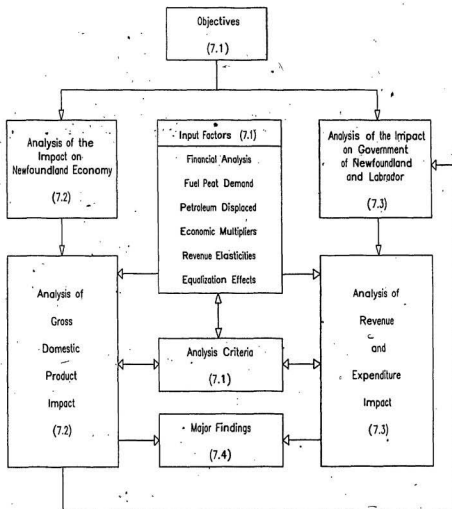 Objectives
(7.1)
Analysis of the
Impact on
Newfoundland Economy
(7.2)
Input Factors (7.1)
Financial Analysis
Fuel Peat Demand
Petroleum Displaced
Economic Multipliers
Revenue Elasticities
Equalization Effects
Analysis of the Impact
on Government
of Newfoundland
and Labrador
(7.3)
Analysis of
Gross
Domestic
Product
Impact
(7.2)
Analysis Criteria
(7.1)
Major Findings
(7.4)
Analysis of
Revenue
and
Expenditure
Impact
(7.3)